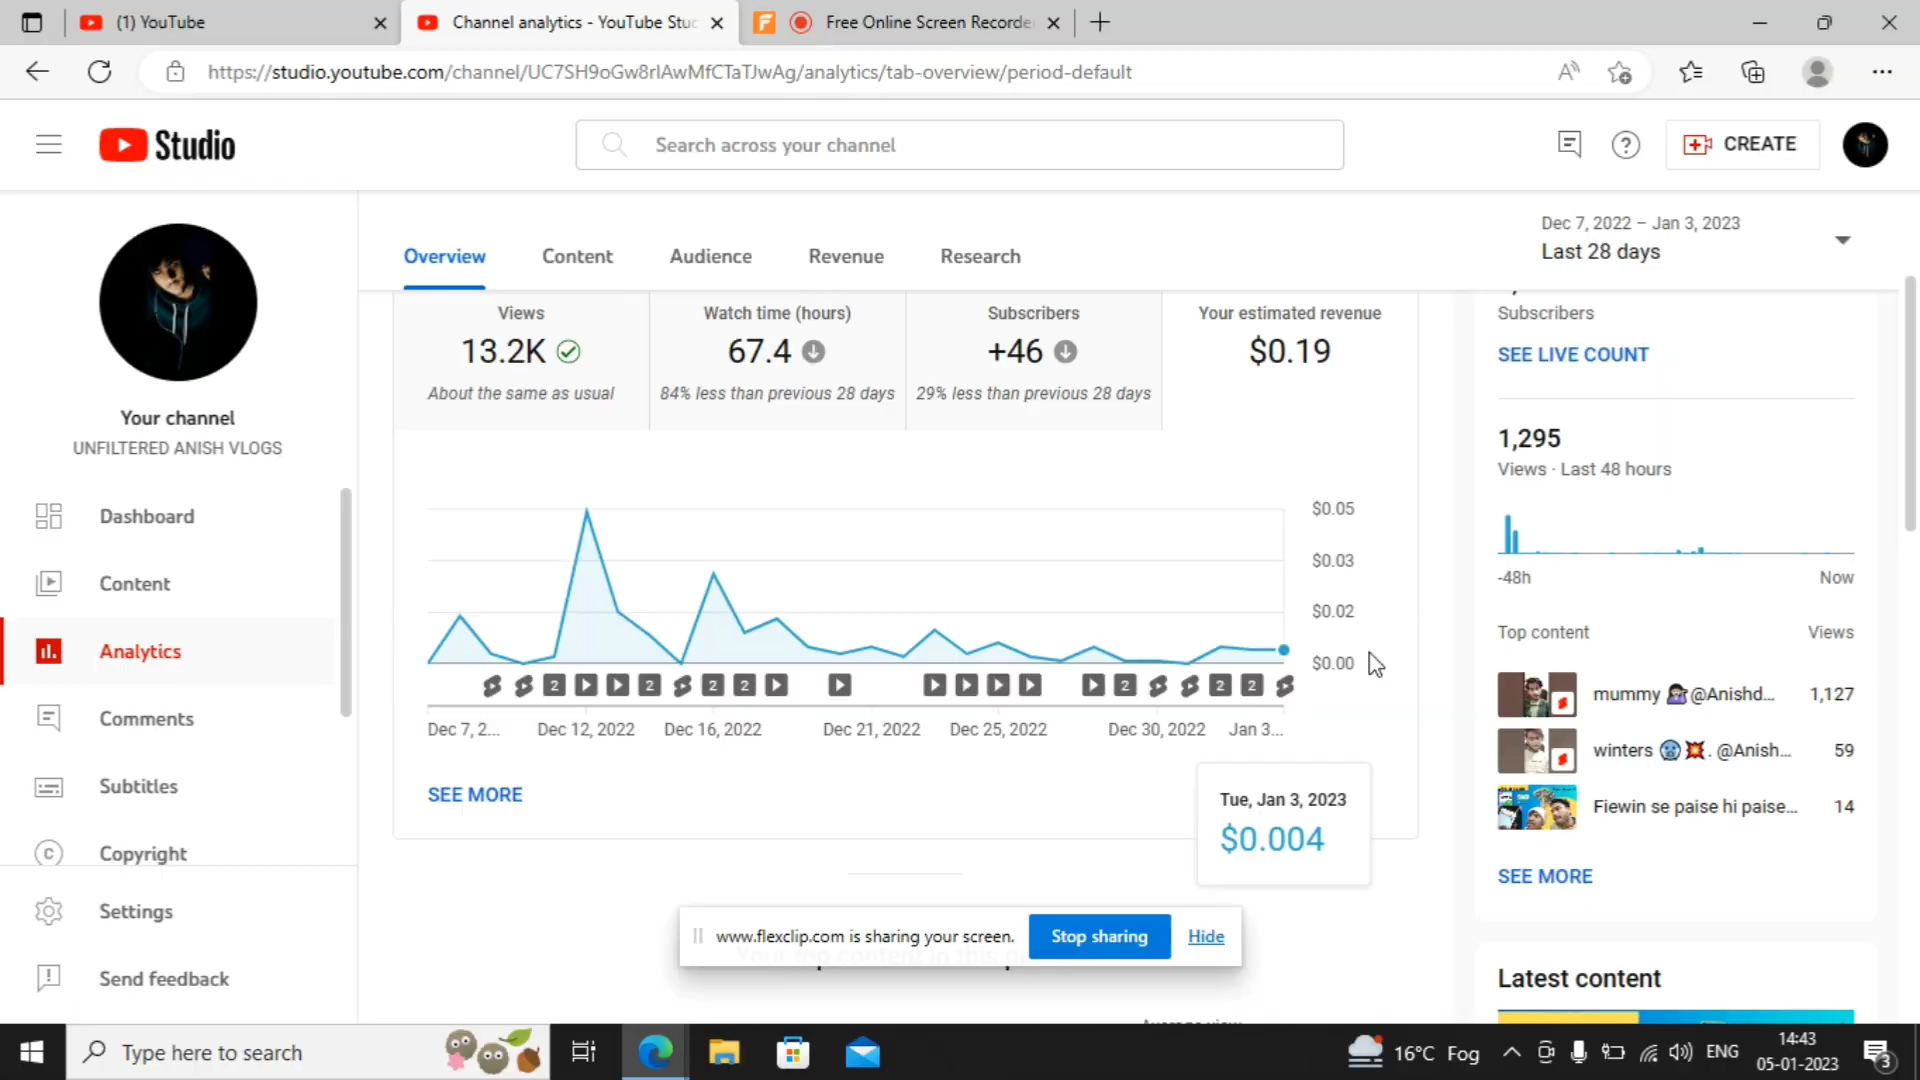 (1) YouTube
Channel analytics - YouTube Stuc
Free Online Screen Recorde
https://studio.youtube.com/channel/UC7SH9oGw8rlAwMfCTaTJwAg/analytics/tab-overview/period-default
Studio
Search across your channel
CREATE
Your channel
UNFILTERED ANISH VLOGS
Dashboard
Content
Analytics
Comments
Subtitles
Copyright
Settings
Send feedback
Overview
Content
Audience
Revenue
Research
Dec 7, 2022 – Jan 3, 2023
Last 28 days
Views
13.2K
About the same as usual
Watch time (hours)
67.4
84% less than previous 28 days
Subscribers
+46
29% less than previous 28 days
Your estimated revenue
$0.19
$0.05
$0.03
$0.02
$0.00
2 2 2 2 2 2 2
Dec 7, 2... Dec 12, 2022 Dec 16, 2022 Dec 21, 2022 Dec 25, 2022 Dec 30, 2022 Jan 3...
SEE MORE
Tue, Jan 3, 2023
$0.004
Subscribers
SEE LIVE COUNT
1,295
Views · Last 48 hours
-48h Now
Top content Views
mummy 🤦🏻‍♀️@Anishd... 1,127
winters 🥶💥. @Anish... 59
Fiewin se paise hi paise... 14
SEE MORE
Latest content
www.flexclip.com is sharing your screen.
Stop sharing
Hide
Type here to search
16°C Fog
ENG
14:43
05-01-2023
3